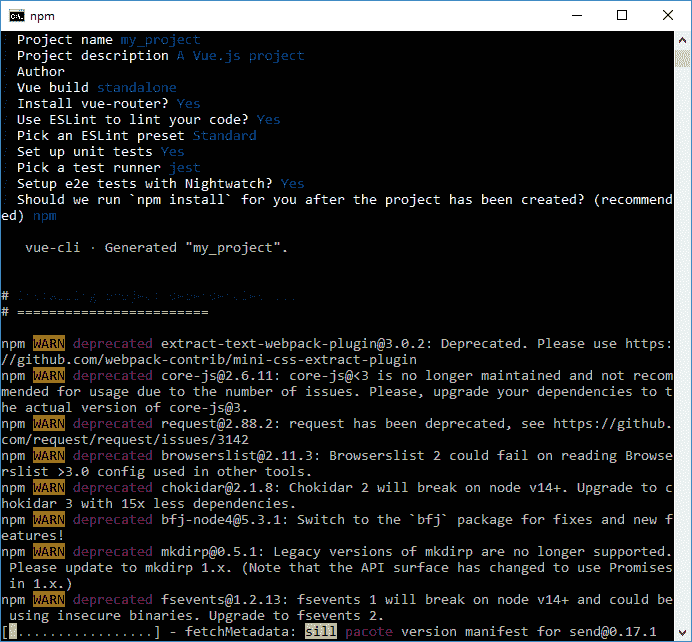 npm
Project name my_project
Project description A Vue.js project
Author
Vue build standalone
Install vue-router? Yes
Use ESLint to lint your code? Yes
Pick an ESLint preset Standard
Set up unit tests Yes
Pick a test runner jest
Setup e2e tests with Nightwatch? Yes
Should we run `npm install` for you after the project has been created? (recommend
ed) npm
vue-cli · Generated "my_project".
# Installing project dependencies ...
# ========================
npm WARN deprecated extract-text-webpack-plugin@3.0.2: Deprecated. Please use https:
//github.com/webpack-contrib/mini-css-extract-plugin
npm WARN deprecated core-js@2.6.11: core-js@<3 is no longer maintained and not recom
mended for usage due to the number of issues. Please, upgrade your dependencies to t
he actual version of core-js@3.
npm WARN deprecated request@2.88.2: request has been deprecated, see https://github.
com/request/request/issues/3142
npm WARN deprecated browserslist@2.11.3: Browserslist 2 could fail on reading Browse
rslist >3.0 config used in other tools.
npm WARN deprecated chokidar@2.1.8: Chokidar 2 will break on node v14+. Upgrade to c
hokidar 3 with 15x less dependencies.
npm WARN deprecated bfj-node4@5.3.1: Switch to the `bfj` package for fixes and new f
eatures!
npm WARN deprecated mkdirp@0.5.1: Legacy versions of mkdirp are no longer supported.
Please update to mkdirp 1.x. (Note that the API surface has changed to use Promises
in 1.x.)
npm WARN deprecated fsevents@1.2.13: fsevents 1 will break on node v14+ and could be
using insecure binaries. Upgrade to fsevents 2.
[ .................] - fetchMetadata: sill pacote version manifest for send@0.17.1